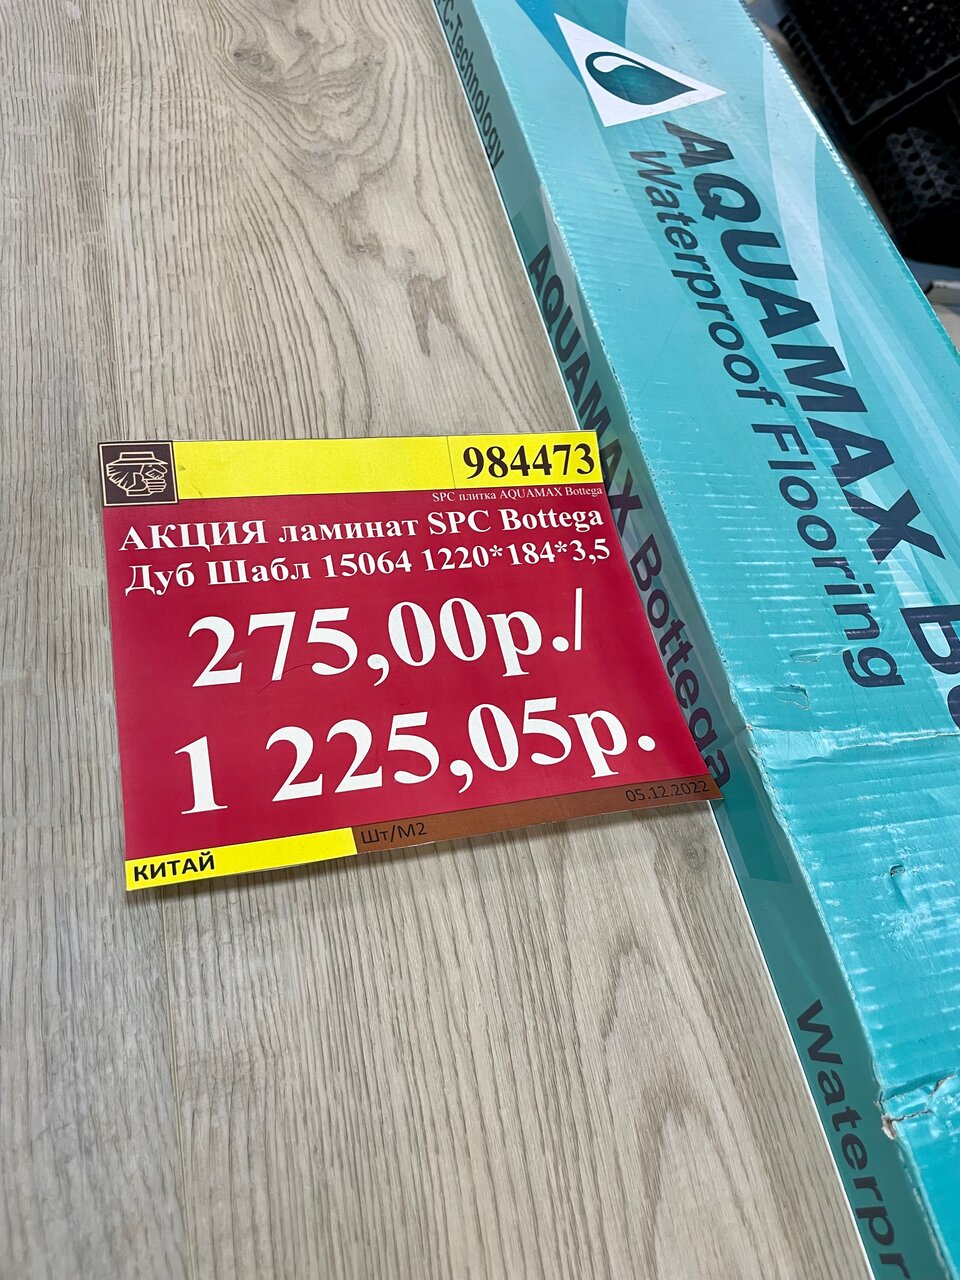 984473
SPC плитка AQUAMAX Bottega
АКЦИЯ ламинат SPC Bottega
Дуб Шабл 15064 1220*184*3,5
275,00р./
1 225,05р.
Шт/М2
05.12.2022
КИТАЙ
AQUAMAX
Waterproof Flooring
-Technology
AQUAMAX Bottega